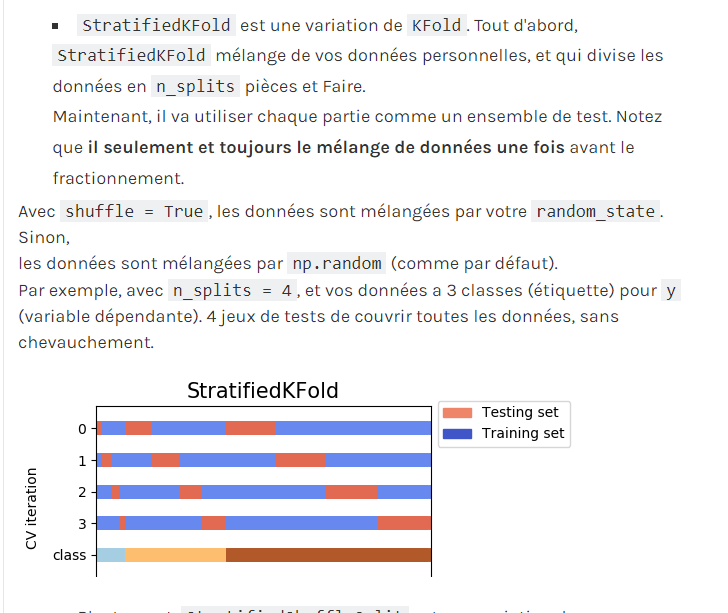 StratifiedKFold est une variation de KFold. Tout d'abord,
StratifiedKFold mélange de vos données personnelles, et qui divise les
données en n_splits pièces et Faire.
Maintenant, il va utiliser chaque partie comme un ensemble de test. Notez
que il seulement et toujours le mélange de données une fois avant le
fractionnement.
Avec shuffle = True, les données sont mélangées par votre random_state.
Sinon,
les données sont mélangées par np.random (comme par défaut).
Par exemple, avec n_splits = 4, et vos données a 3 classes (étiquette) pour y
(variable dépendante). 4 jeux de tests de couvrir toutes les données, sans
chevauchement.
StratifiedKFold
Testing set
Training set
CV iteration
0
1
2
3
class